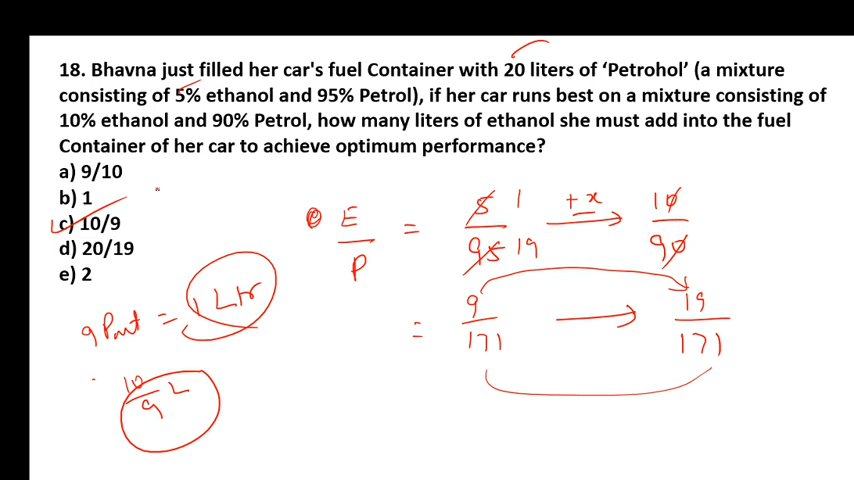 18. Bhavna just filled her car's fuel Container with 20 liters of ‘Petrohol’ (a mixture
consisting of 5% ethanol and 95% Petrol), if her car runs best on a mixture consisting of
10% ethanol and 90% Petrol, how many liters of ethanol she must add into the fuel
Container of her car to achieve optimum performance?
a) 9/10
b) 1
c) 10/9
d) 20/19
e) 2
E/P = 5/95 1/19 +x → 10/90
= 9/171 → 19/171
9 Part = 1 Ltr
10/9 L